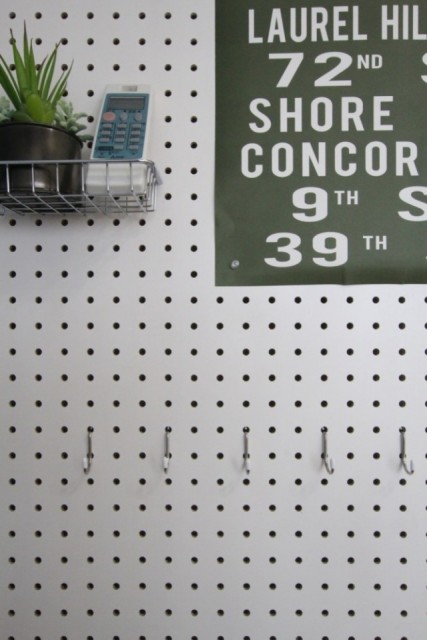 LAUREL HIL
72ND S
SHORE
CONCOR
9TH S
39TH